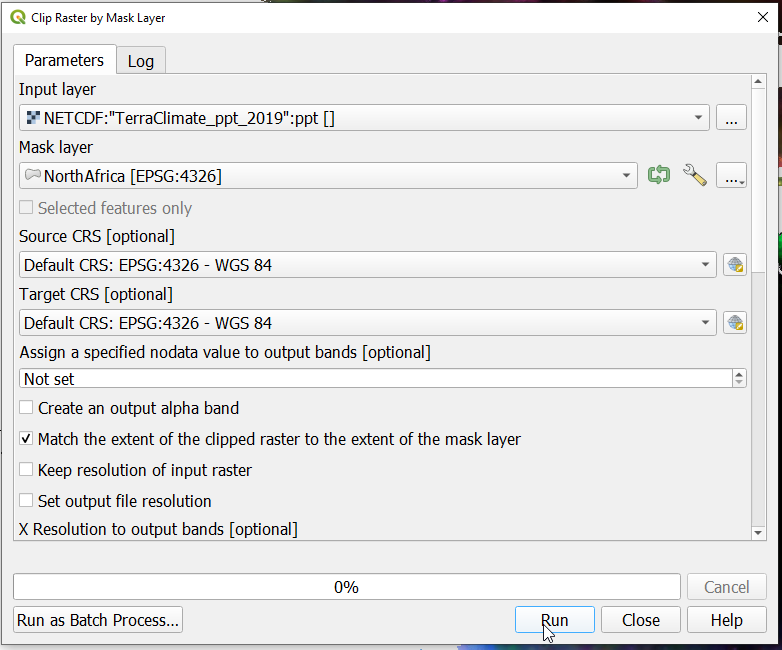 Clip Raster by Mask Layer
Parameters
Log
Input layer
NETCDF:"TerraClimate_ppt_2019":ppt []
...
Mask layer
NorthAfrica [EPSG:4326]
...
Selected features only
Source CRS [optional]
Default CRS: EPSG:4326 - WGS 84
Target CRS [optional]
Default CRS: EPSG:4326 - WGS 84
Assign a specified nodata value to output bands [optional]
Not set
Create an output alpha band
Match the extent of the clipped raster to the extent of the mask layer
Keep resolution of input raster
Set output file resolution
X Resolution to output bands [optional]
0%
Cancel
Run as Batch Process...
Run
Close
Help